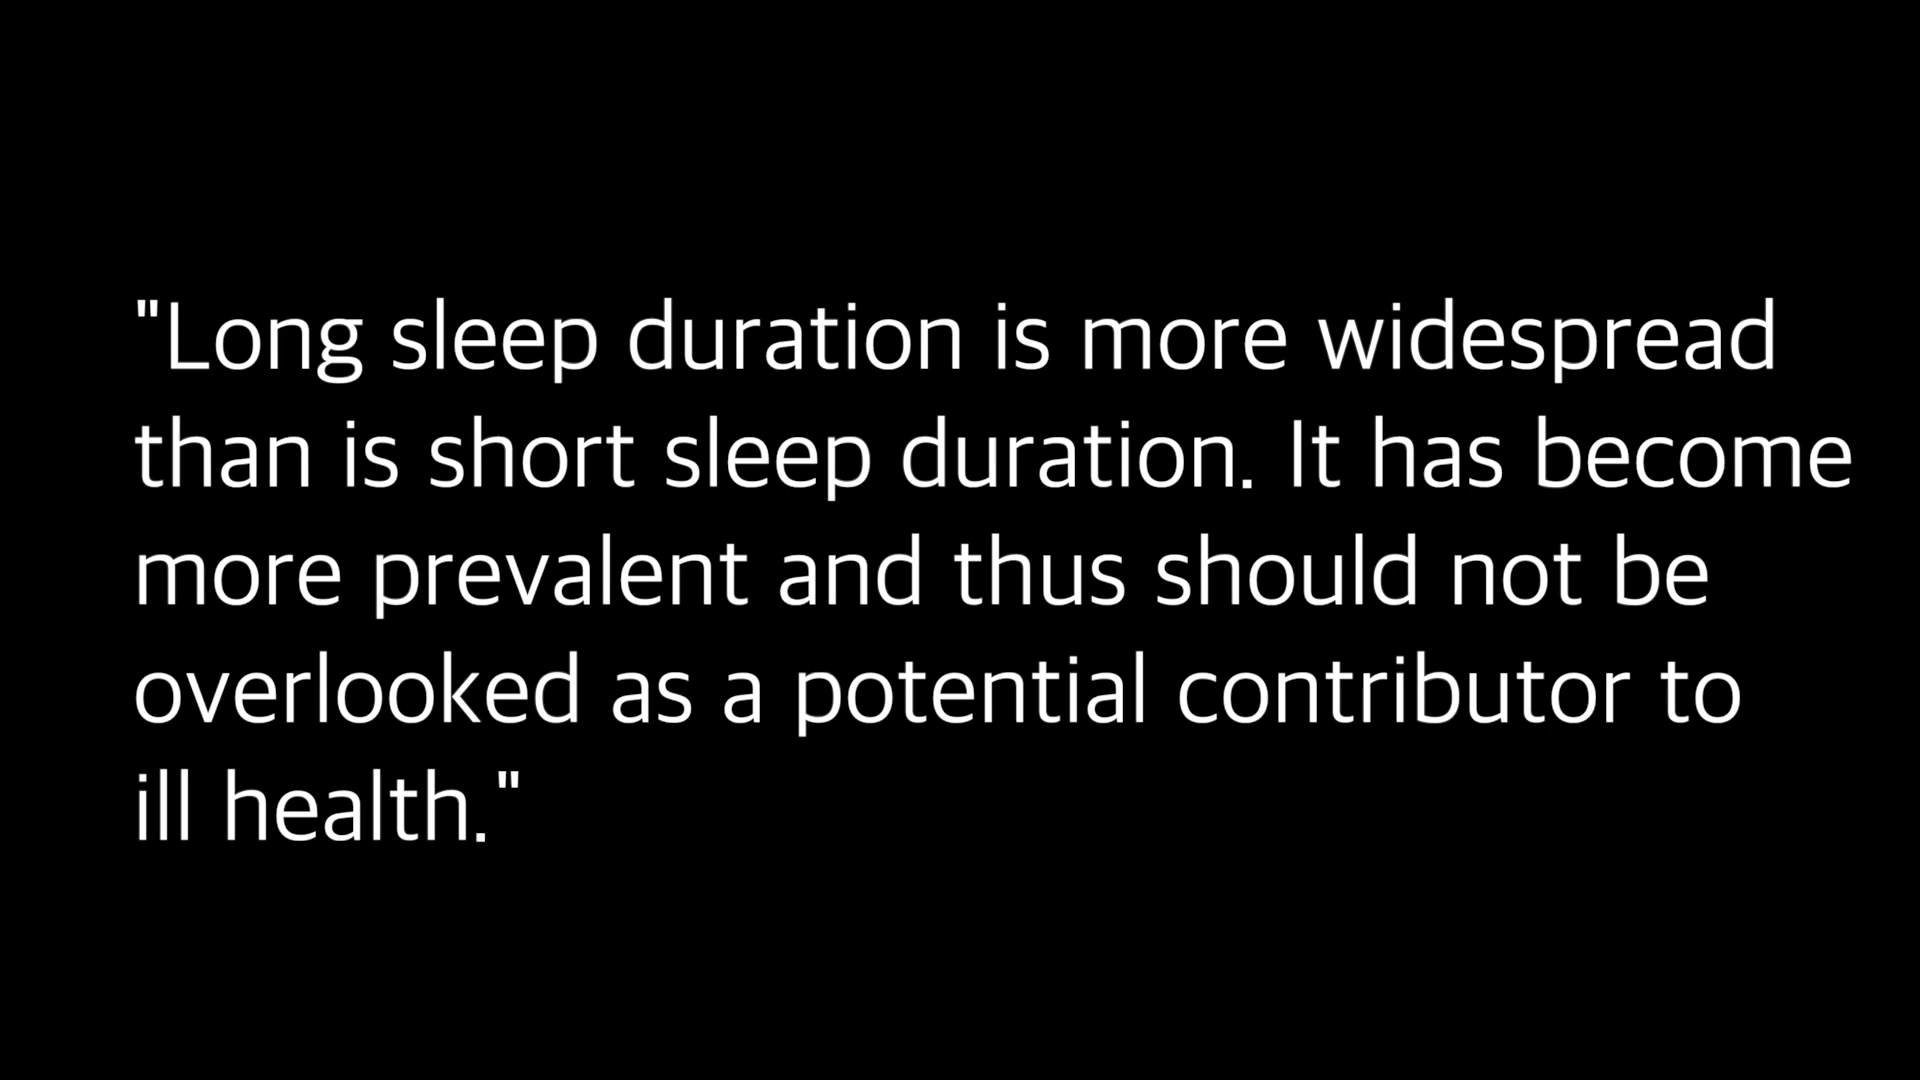 "Long sleep duration is more widespread
than is short sleep duration. It has become
more prevalent and thus should not be
overlooked as a potential contributor to
ill health."